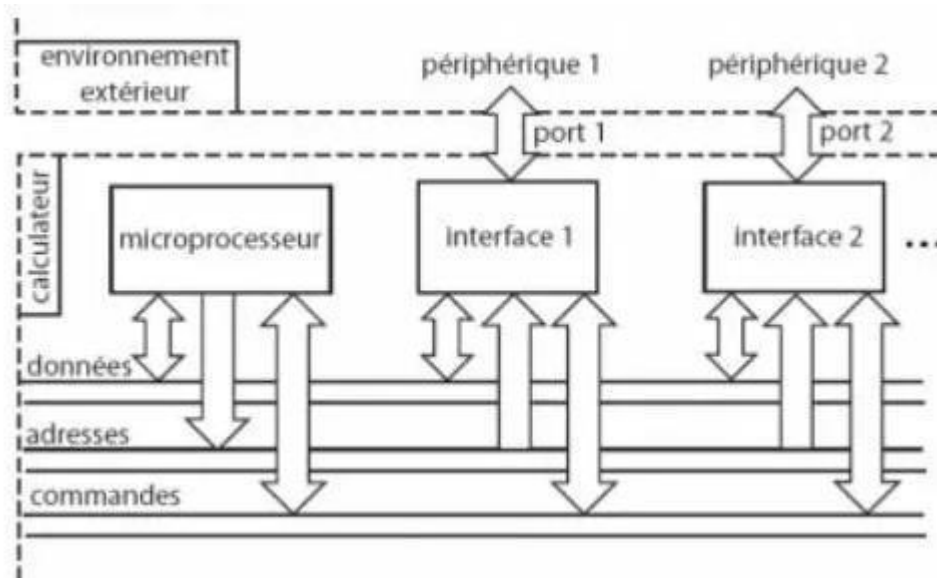 environnement
extérieur
périphérique 1
périphérique 2
port 1
port 2
calculateur
microprocesseur
interface 1
interface 2
...
données
adresses
commandes